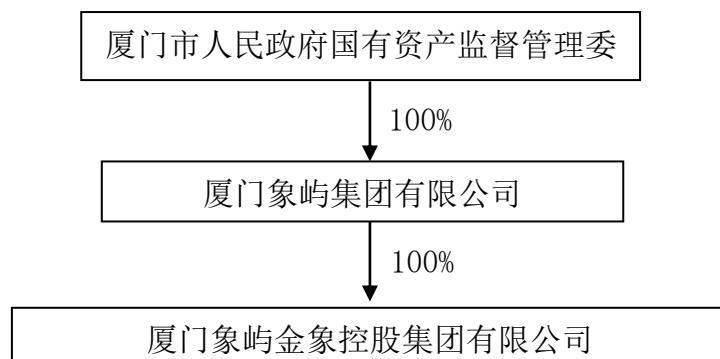 厦门市人民政府国有资产监督管理委
100%
厦门象屿集团有限公司
100%
厦门象屿金象控股集团有限公司